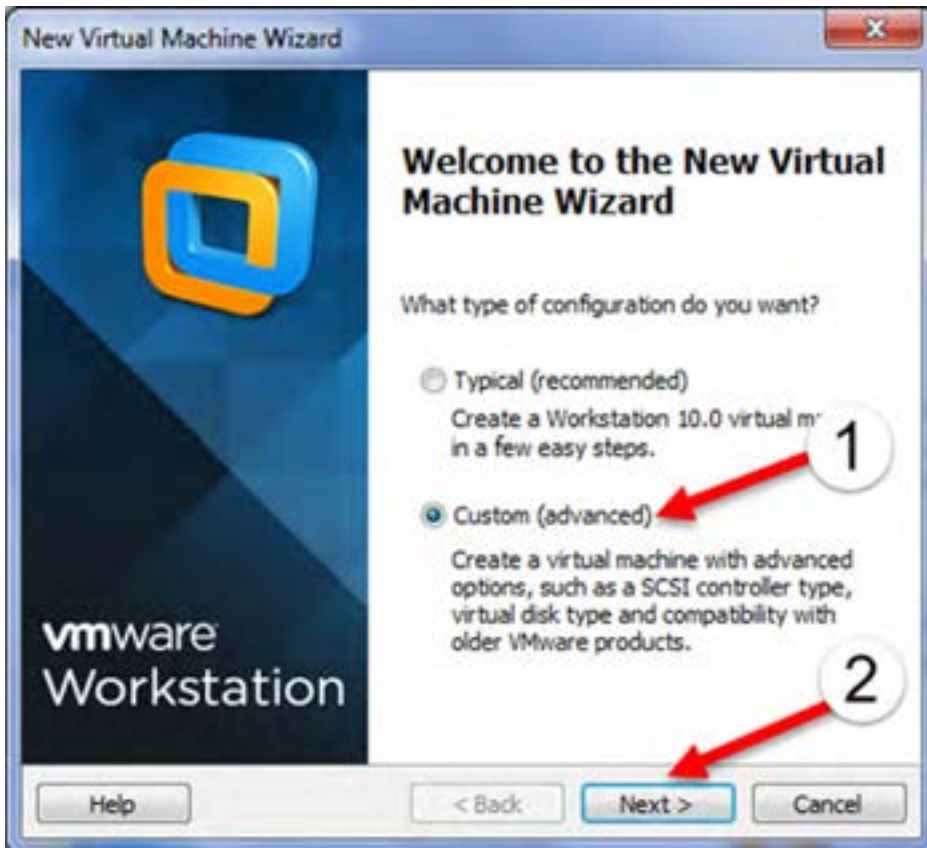 New Virtual Machine Wizard
Welcome to the New Virtual
Machine Wizard
What type of configuration do you want?
Typical (recommended)
Create a Workstation 10.0 virtual m
in a few easy steps.
1
Custom (advanced)
Create a virtual machine with advanced
options, such as a SCSI controller type,
virtual disk type and compatibility with
older VMware products.
vmware
Workstation
2
Help
< Back
Next >
Cancel